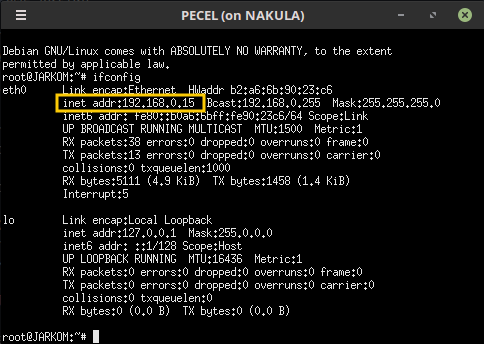 PECEL (on NAKULA)
Debian GNU/Linux comes with ABSOLUTELY NO WARRANTY, to the extent
permitted by applicable law.
root@JARKOM:~# ifconfig
eth0      Link encap:Ethernet  HWaddr b2:a6:6b:90:23:c6
          inet addr:192.168.0.15  Bcast:192.168.0.255  Mask:255.255.255.0
          inet6 addr: fe80::b0a6:6bff:fe90:23c6/64 Scope:Link
          UP BROADCAST RUNNING MULTICAST  MTU:1500  Metric:1
          RX packets:38 errors:0 dropped:0 overruns:0 frame:0
          TX packets:13 errors:0 dropped:0 overruns:0 carrier:0
          collisions:0 txqueuelen:1000
          RX bytes:5111 (4.9 KiB)  TX bytes:1458 (1.4 KiB)
          Interrupt:5
lo        Link encap:Local Loopback
          inet addr:127.0.0.1  Mask:255.0.0.0
          inet6 addr: ::1/128 Scope:Host
          UP LOOPBACK RUNNING  MTU:16436  Metric:1
          RX packets:0 errors:0 dropped:0 overruns:0 frame:0
          TX packets:0 errors:0 dropped:0 overruns:0 carrier:0
          collisions:0 txqueuelen:0
          RX bytes:0 (0.0 B)  TX bytes:0 (0.0 B)
root@JARKOM:~#